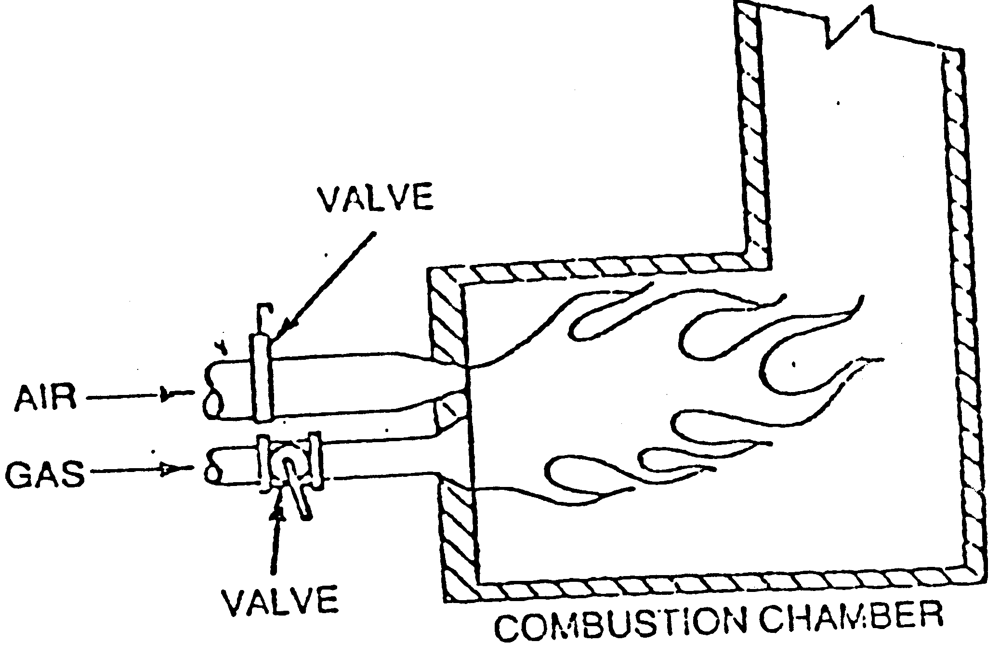 VALVE
AIR
GAS
VALVE
COMBUSTION CHAMBER